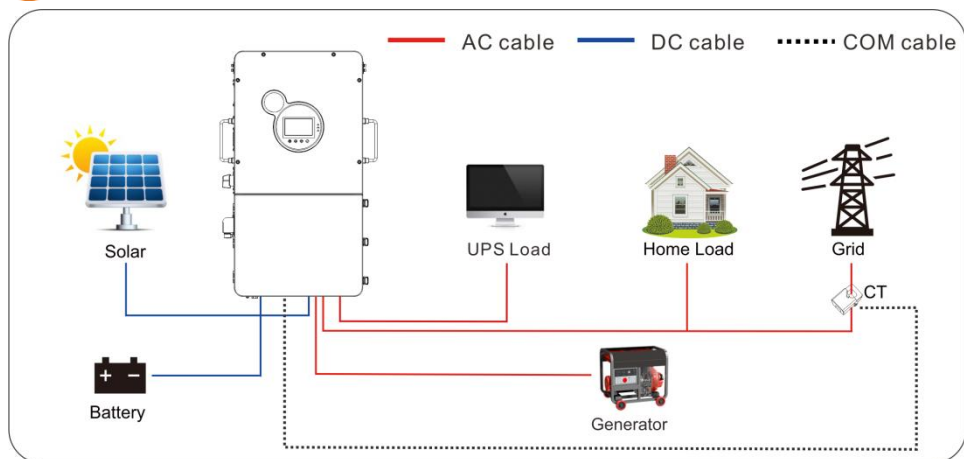 AC cable DC cable COM cable
Solar
UPS Load
Home Load
Grid
CT
Battery
Generator